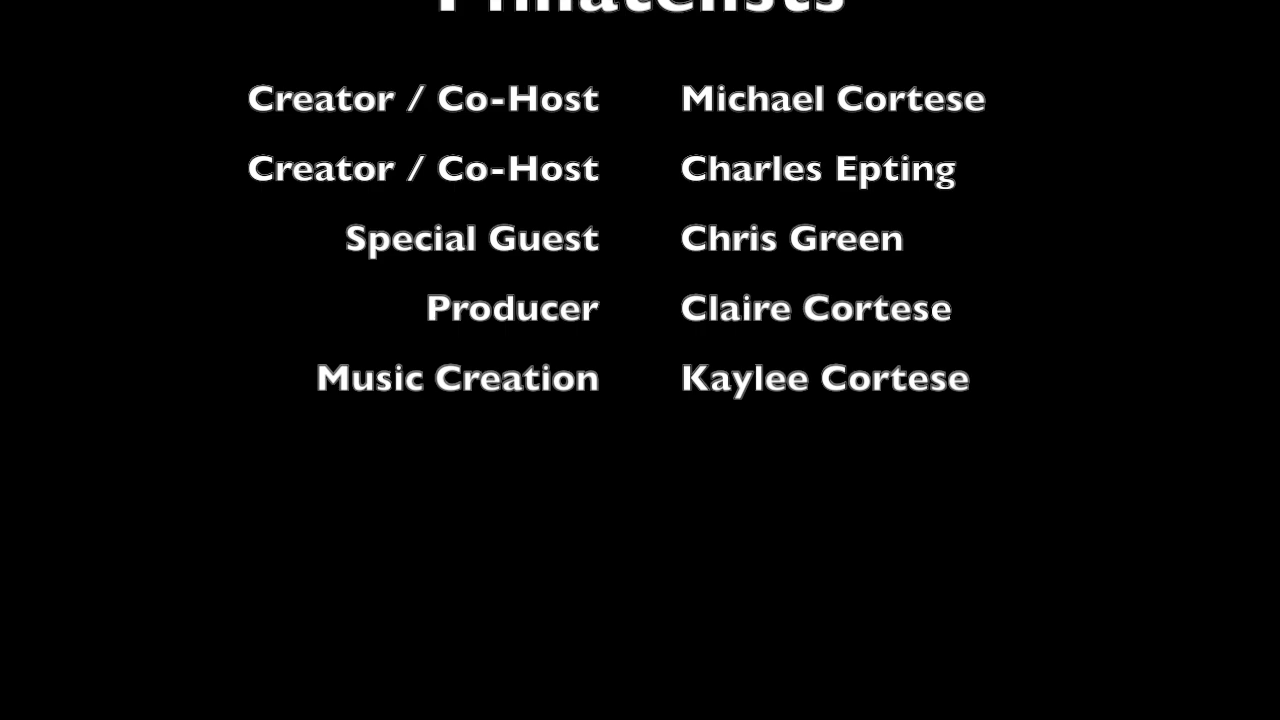 Philatelists
Creator / Co-Host Michael Cortese
Creator / Co-Host Charles Epting
Special Guest Chris Green
Producer Claire Cortese
Music Creation Kaylee Cortese